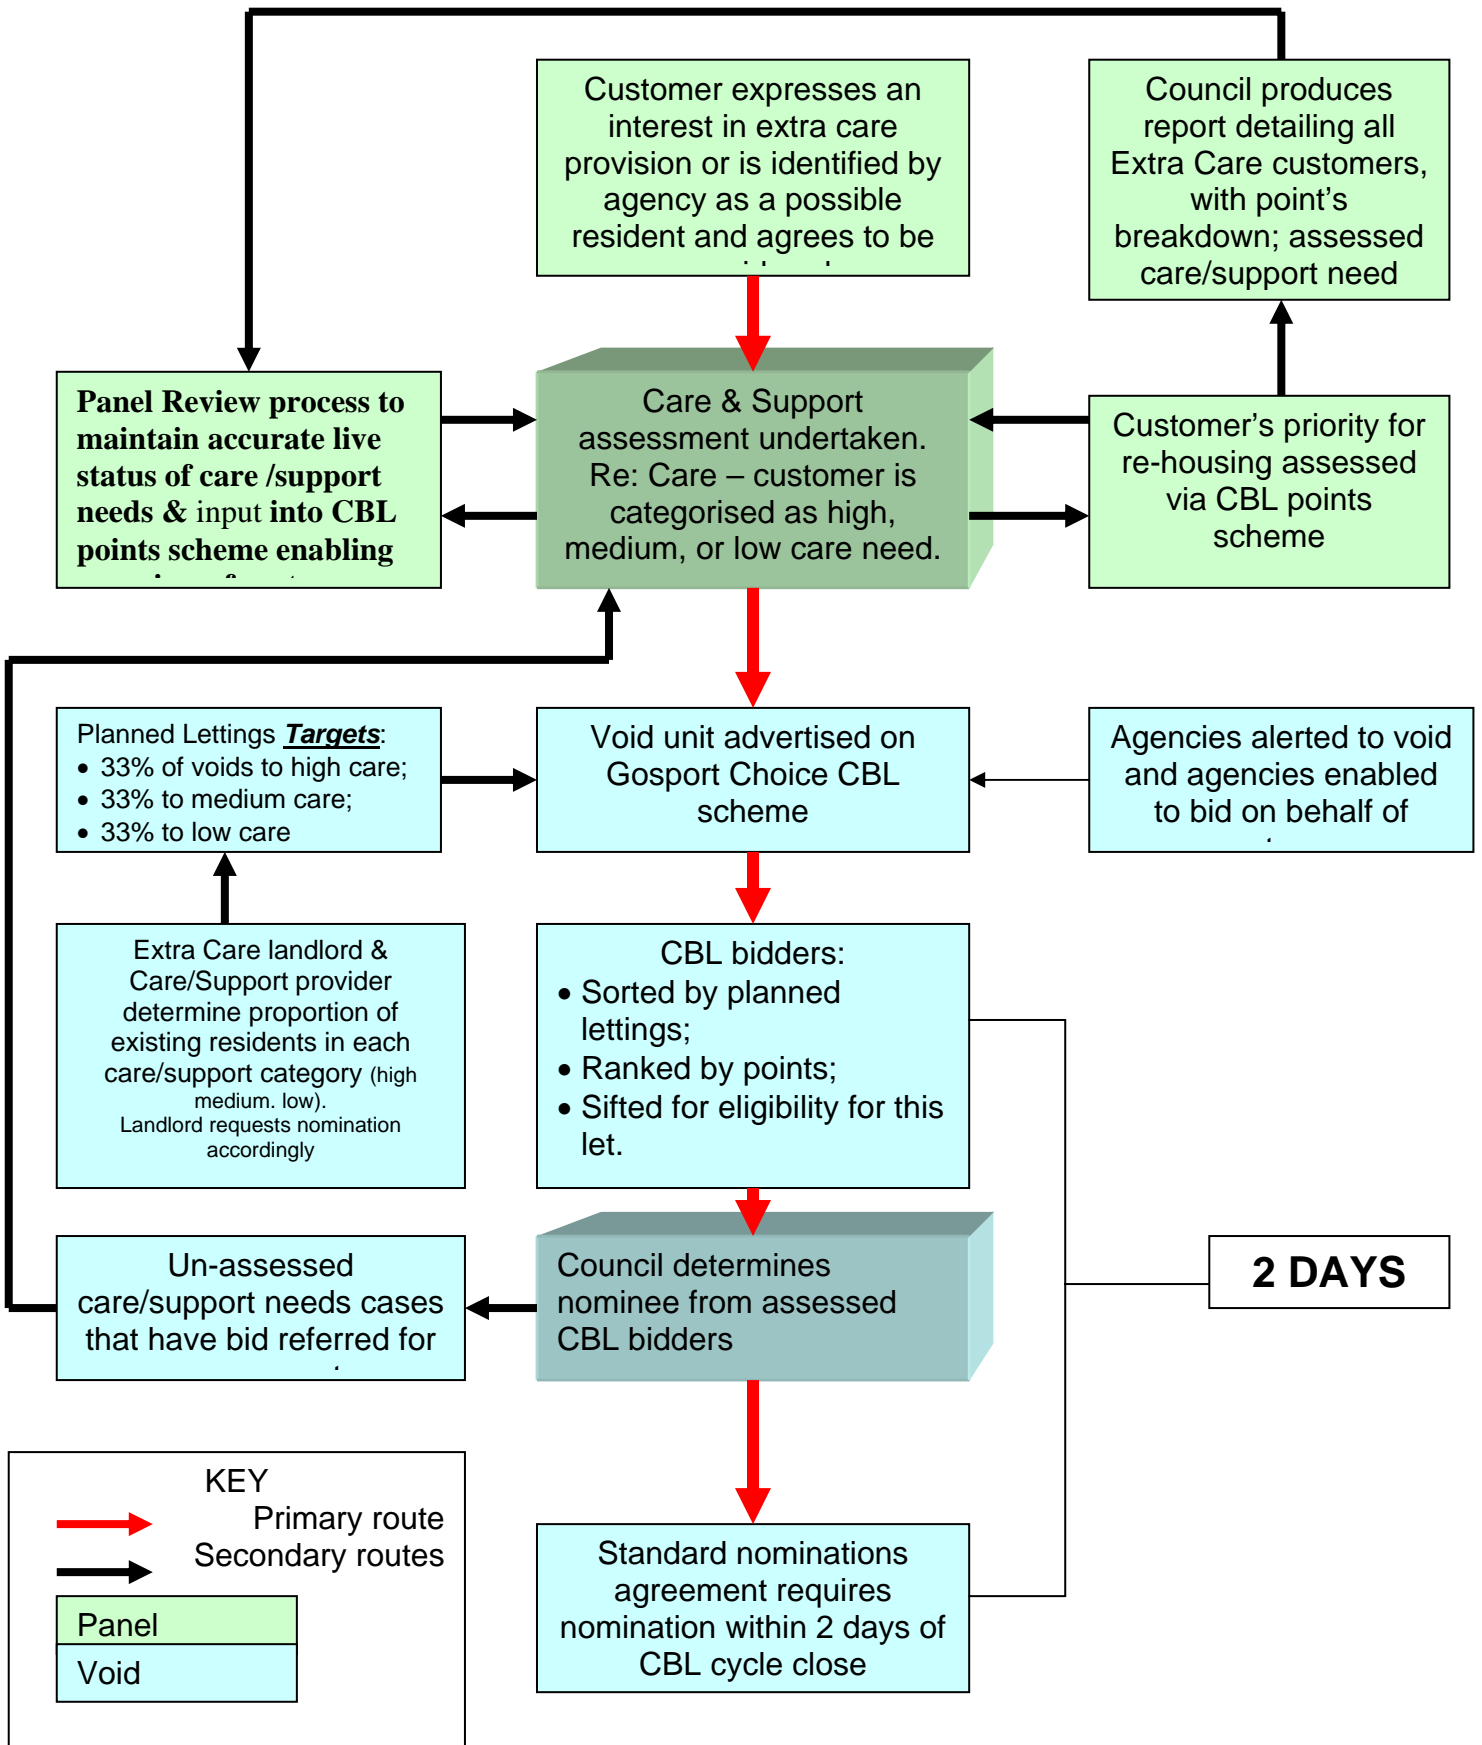 Customer expresses an
interest in extra care
provision or is identified by
agency as a possible
resident and agrees to be
Council produces
report detailing all
Extra Care customers,
with point’s
breakdown; assessed
care/support need
Panel Review process to
maintain accurate live
status of care /support
needs & input into CBL
points scheme enabling
Care & Support
assessment undertaken.
Re: Care – customer is
categorised as high,
medium, or low care need.
Customer’s priority for
re-housing assessed
via CBL points
scheme
Planned Lettings Targets:
• 33% of voids to high care;
• 33% to medium care;
• 33% to low care
Void unit advertised on
Gosport Choice CBL
scheme
Agencies alerted to void
and agencies enabled
to bid on behalf of
Extra Care landlord &
Care/Support provider
determine proportion of
existing residents in each
care/support category (high
medium. low).
Landlord requests nomination
accordingly
CBL bidders:
• Sorted by planned
lettings;
• Ranked by points;
• Sifted for eligibility for this
let.
Un-assessed
care/support needs cases
that have bid referred for
Council determines
nominee from assessed
CBL bidders
2 DAYS
KEY
Primary route
Secondary routes
Panel
Void
Standard nominations
agreement requires
nomination within 2 days of
CBL cycle close